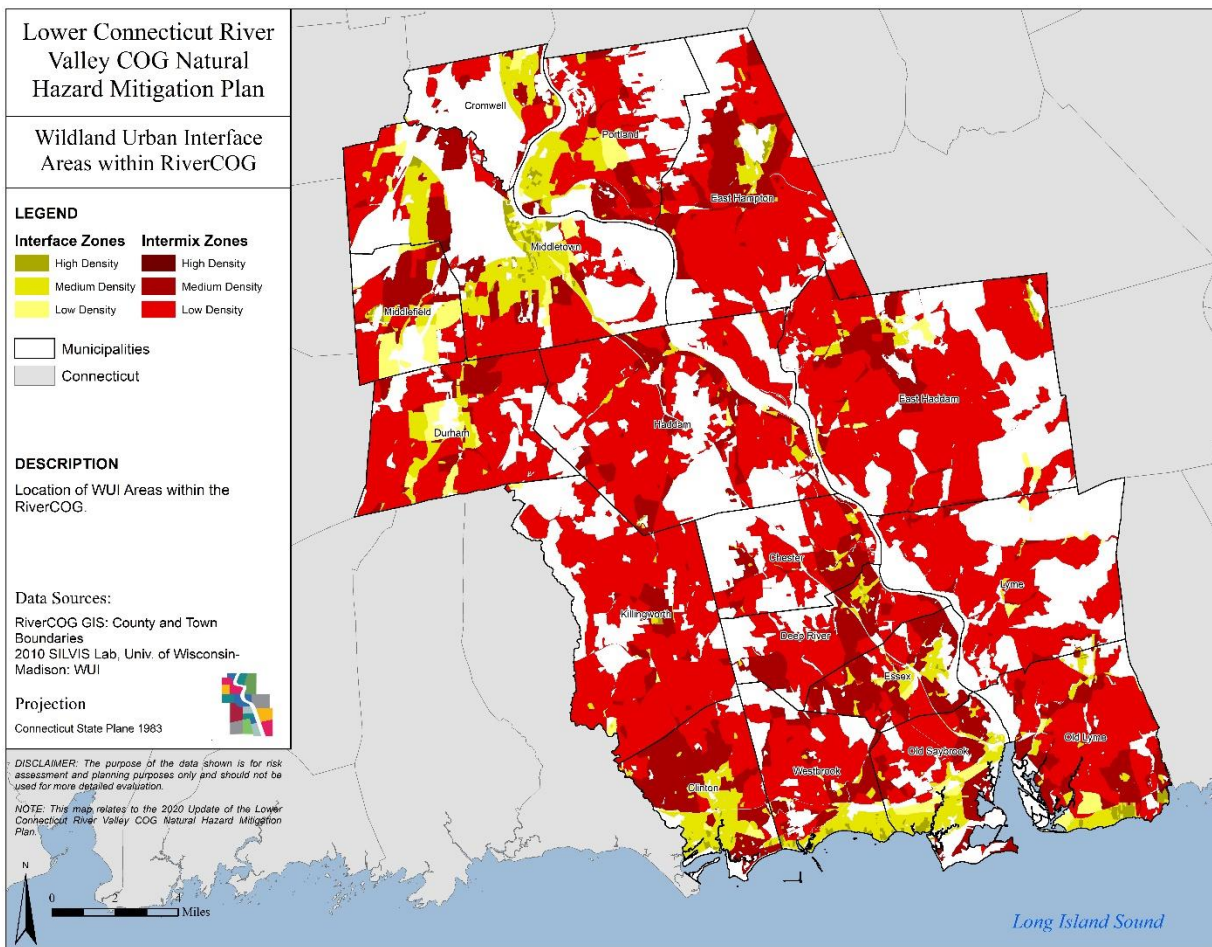 Lower Connecticut River
Valley COG Natural
Hazard Mitigation Plan
Wildland Urban Interface
Areas within RiverCOG
LEGEND
Interface Zones Intermix Zones
High Density High Density
Medium Density Medium Density
Low Density Low Density
Municipalities
Connecticut
DESCRIPTION
Location of WUI Areas within the
RiverCOG.
Data Sources:
RiverCOG GIS: County and Town
Boundaries
2010 SILVIS Lab, Univ. of Wisconsin-
Madison: WUI
Projection
Connecticut State Plane 1983
DISCLAIMER: The purpose of the data shown is for risk
assessment and planning purposes only and should not be
used for more detailed evaluation.
NOTE: This map relates to the 2020 Update of the Lower
Connecticut River Valley COG Natural Hazard Mitigation
Plan.
N
0 2 4
Miles
Cromwell
Portland
East Hampton
Middletown
Middlefield
Durham
Haddam
East Haddam
Chester
Killingworth
Lyme
Deep River
Essex
Old Saybrook
Old Lyme
Westbrook
Clinton
Long Island Sound